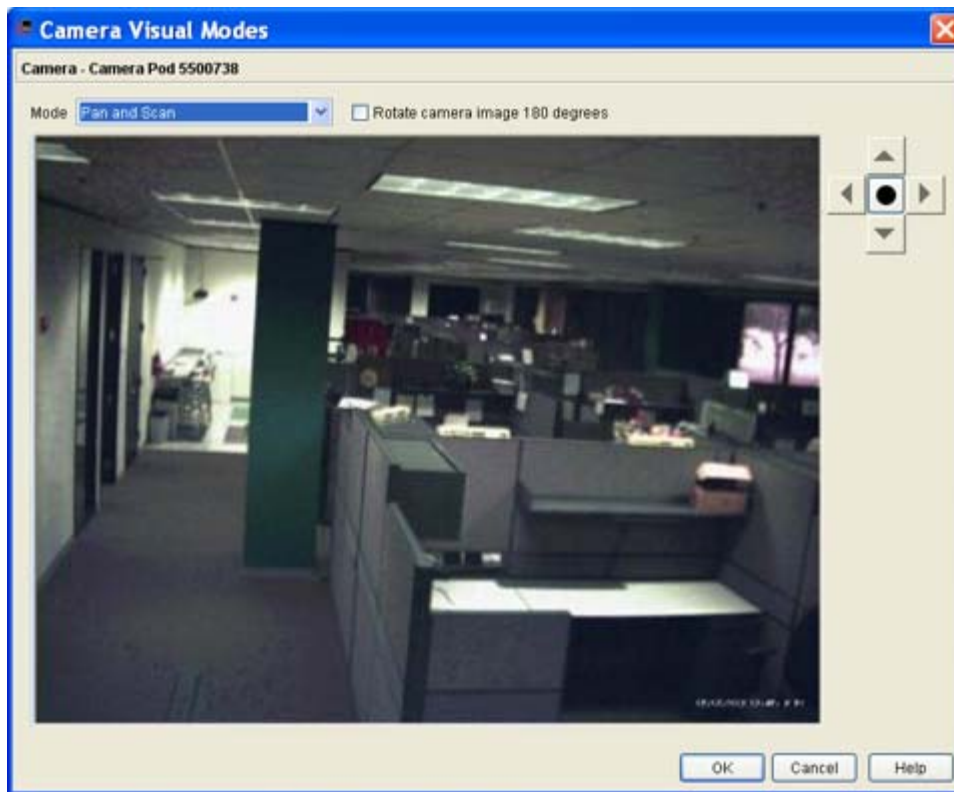 Camera Visual Modes
Camera - Camera Pod 5500738
Mode Pan and Scan Rotate camera image 180 degrees
OK Cancel Help